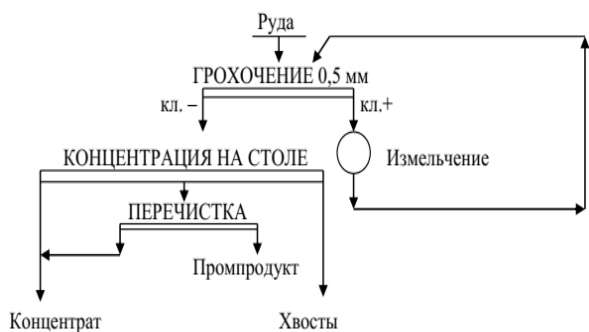 Руда
ГРОХОЧЕНИЕ 0,5 мм
кл. –
кл.+
КОНЦЕНТРАЦИЯ НА СТОЛЕ
Измельчение
ПЕРЕЧИСТКА
Промпродукт
Концентрат
Хвосты